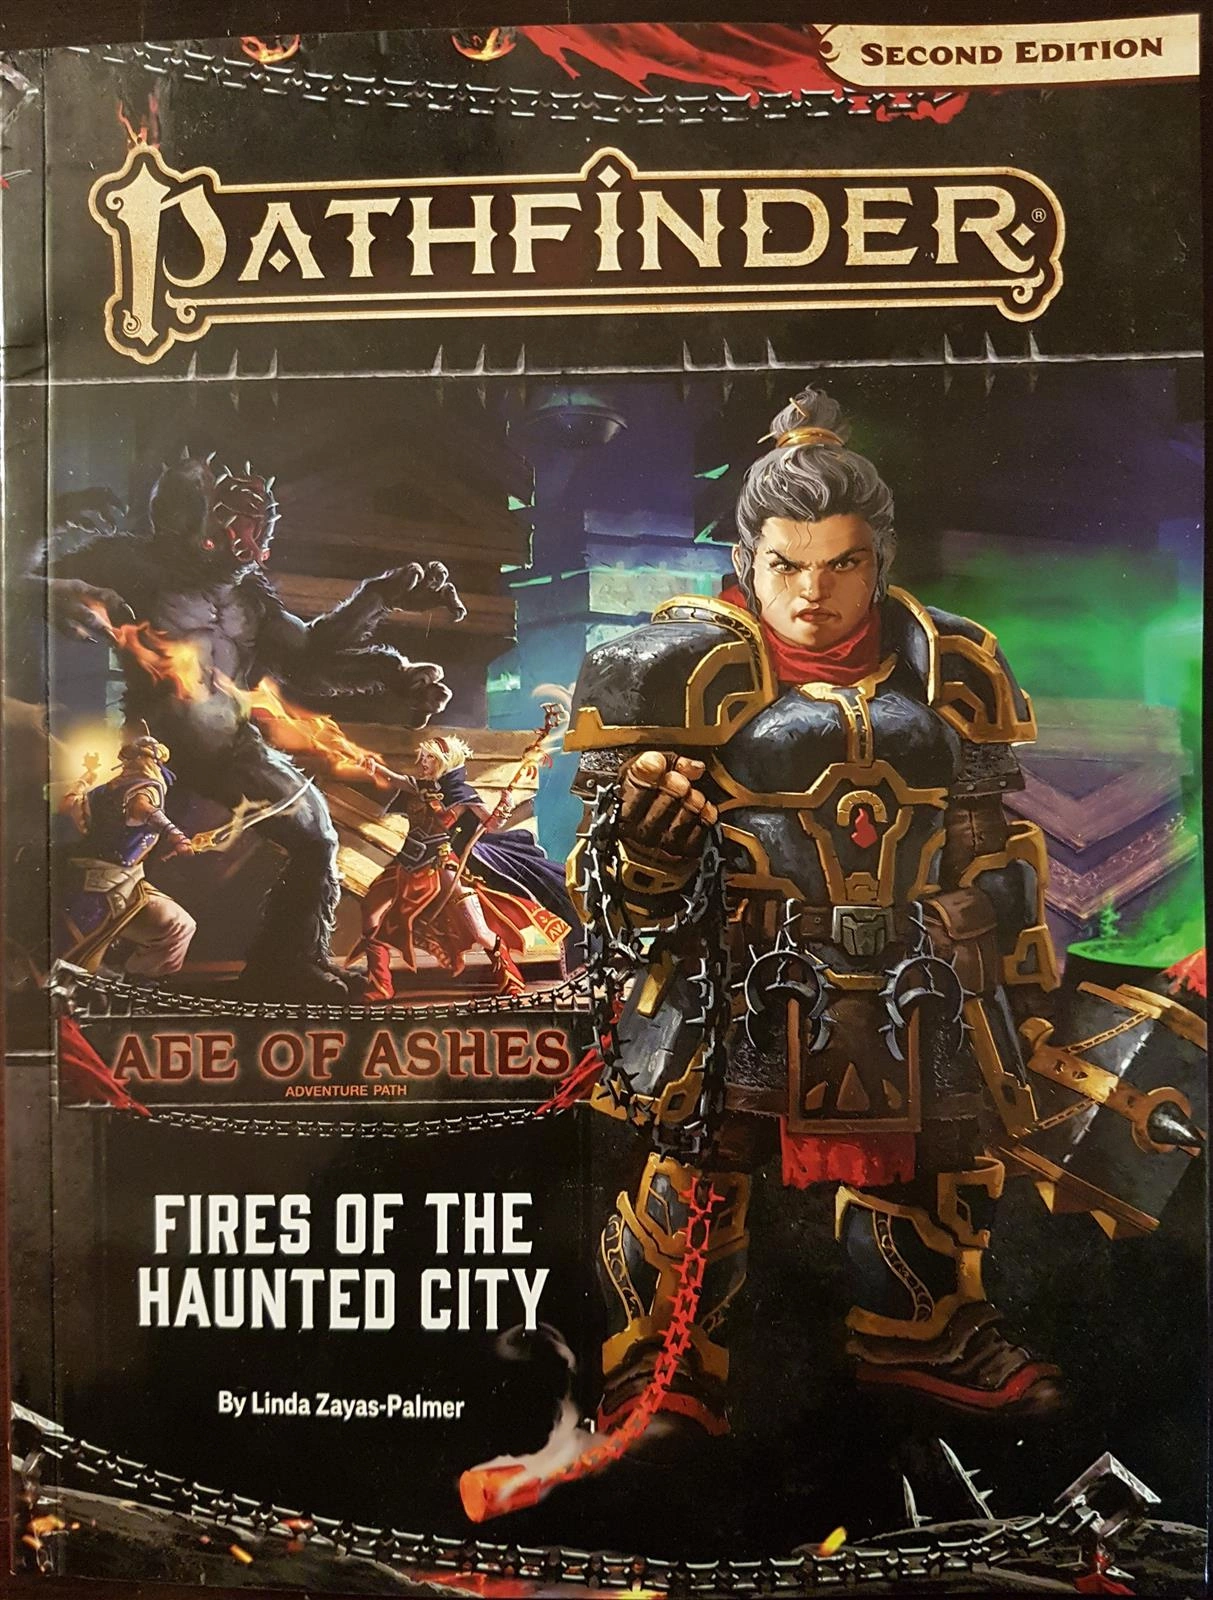 SECOND EDITION
PATHFINDER®
AGE OF ASHES
ADVENTURE PATH
FIRES OF THE
HAUNTED CITY
By Linda Zayas-Palmer